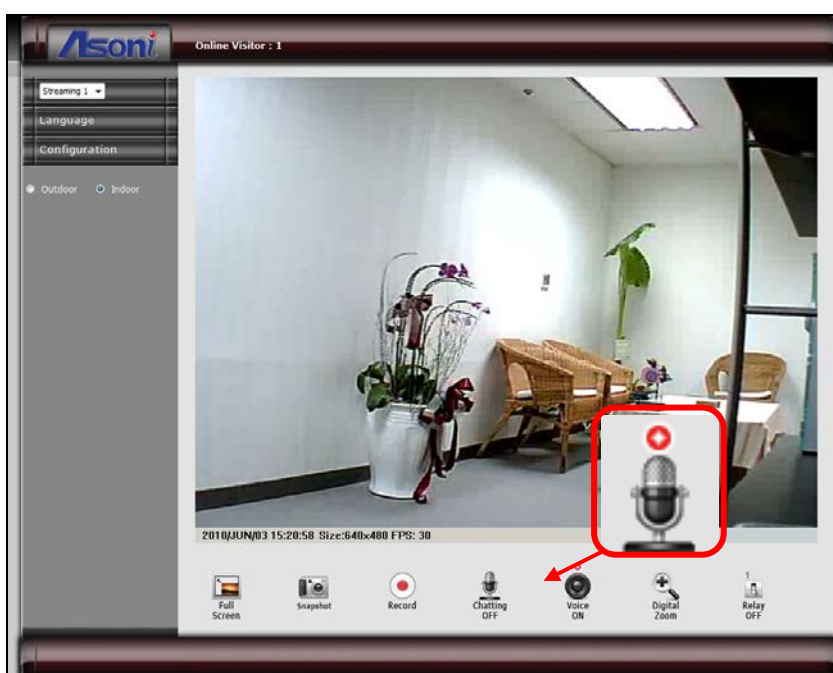 Asoni
Online Visitor : 1
Streaming 1
Language
Configuration
Outdoor
Indoor
2010/JUN/03 15:20:58 Size:640x480 FPS: 30
Full
Screen
Snapshot
Record
Chatting
OFF
Voice
ON
Digital
Zoom
1
Relay
OFF